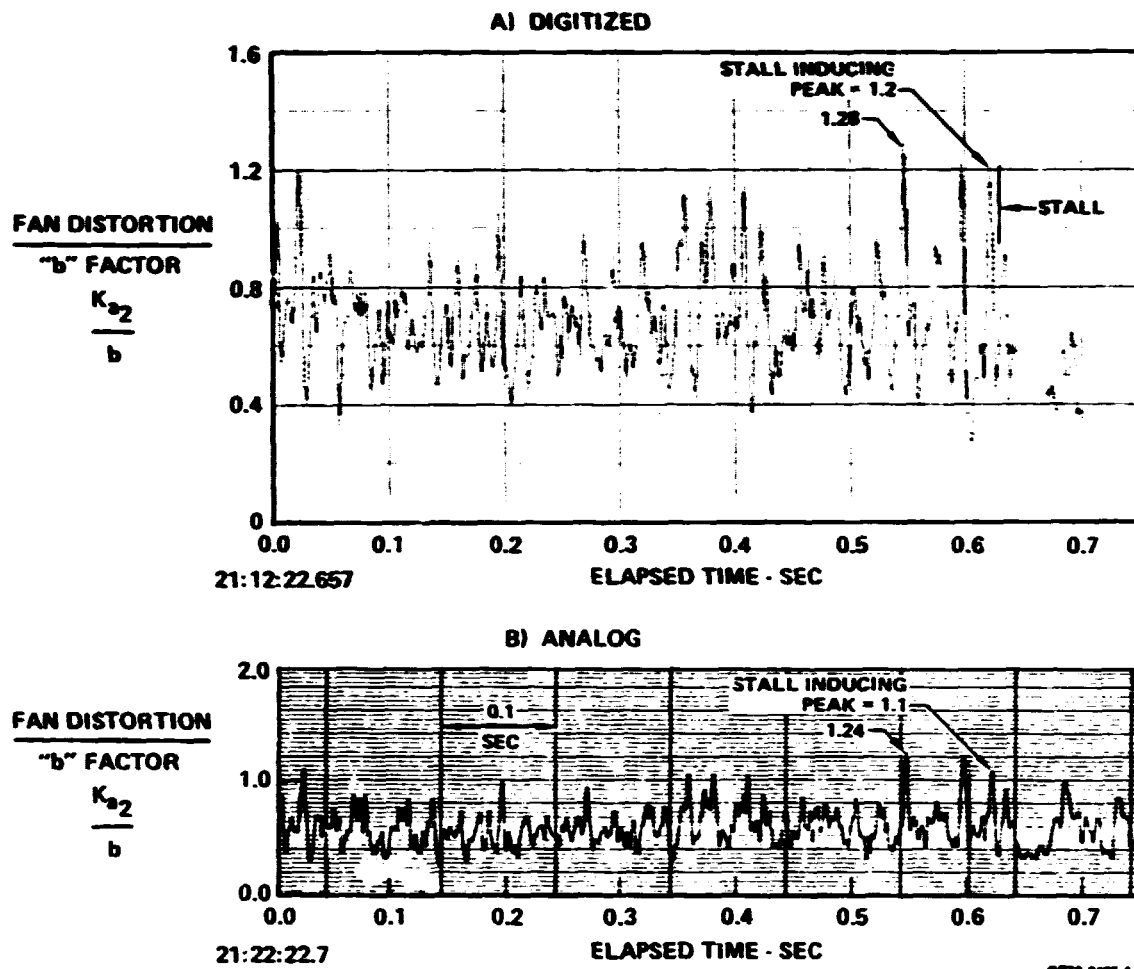 A) DIGITIZED
1.6
STALL INDUCING
PEAK = 1.2
1.28
1.2
STALL
FAN DISTORTION
"b" FACTOR
Ka2
b
0.8
0.4
0
0.0 0.1 0.2 0.3 0.4 0.5 0.6 0.7
21:12:22.657
ELAPSED TIME - SEC
B) ANALOG
2.0
STALL INDUCING
PEAK = 1.1
1.24
0.1
SEC
FAN DISTORTION
"b" FACTOR
Ka2
b
1.0
0.0
0.0 0.1 0.2 0.3 0.4 0.5 0.6 0.7
21:22:22.7
ELAPSED TIME - SEC